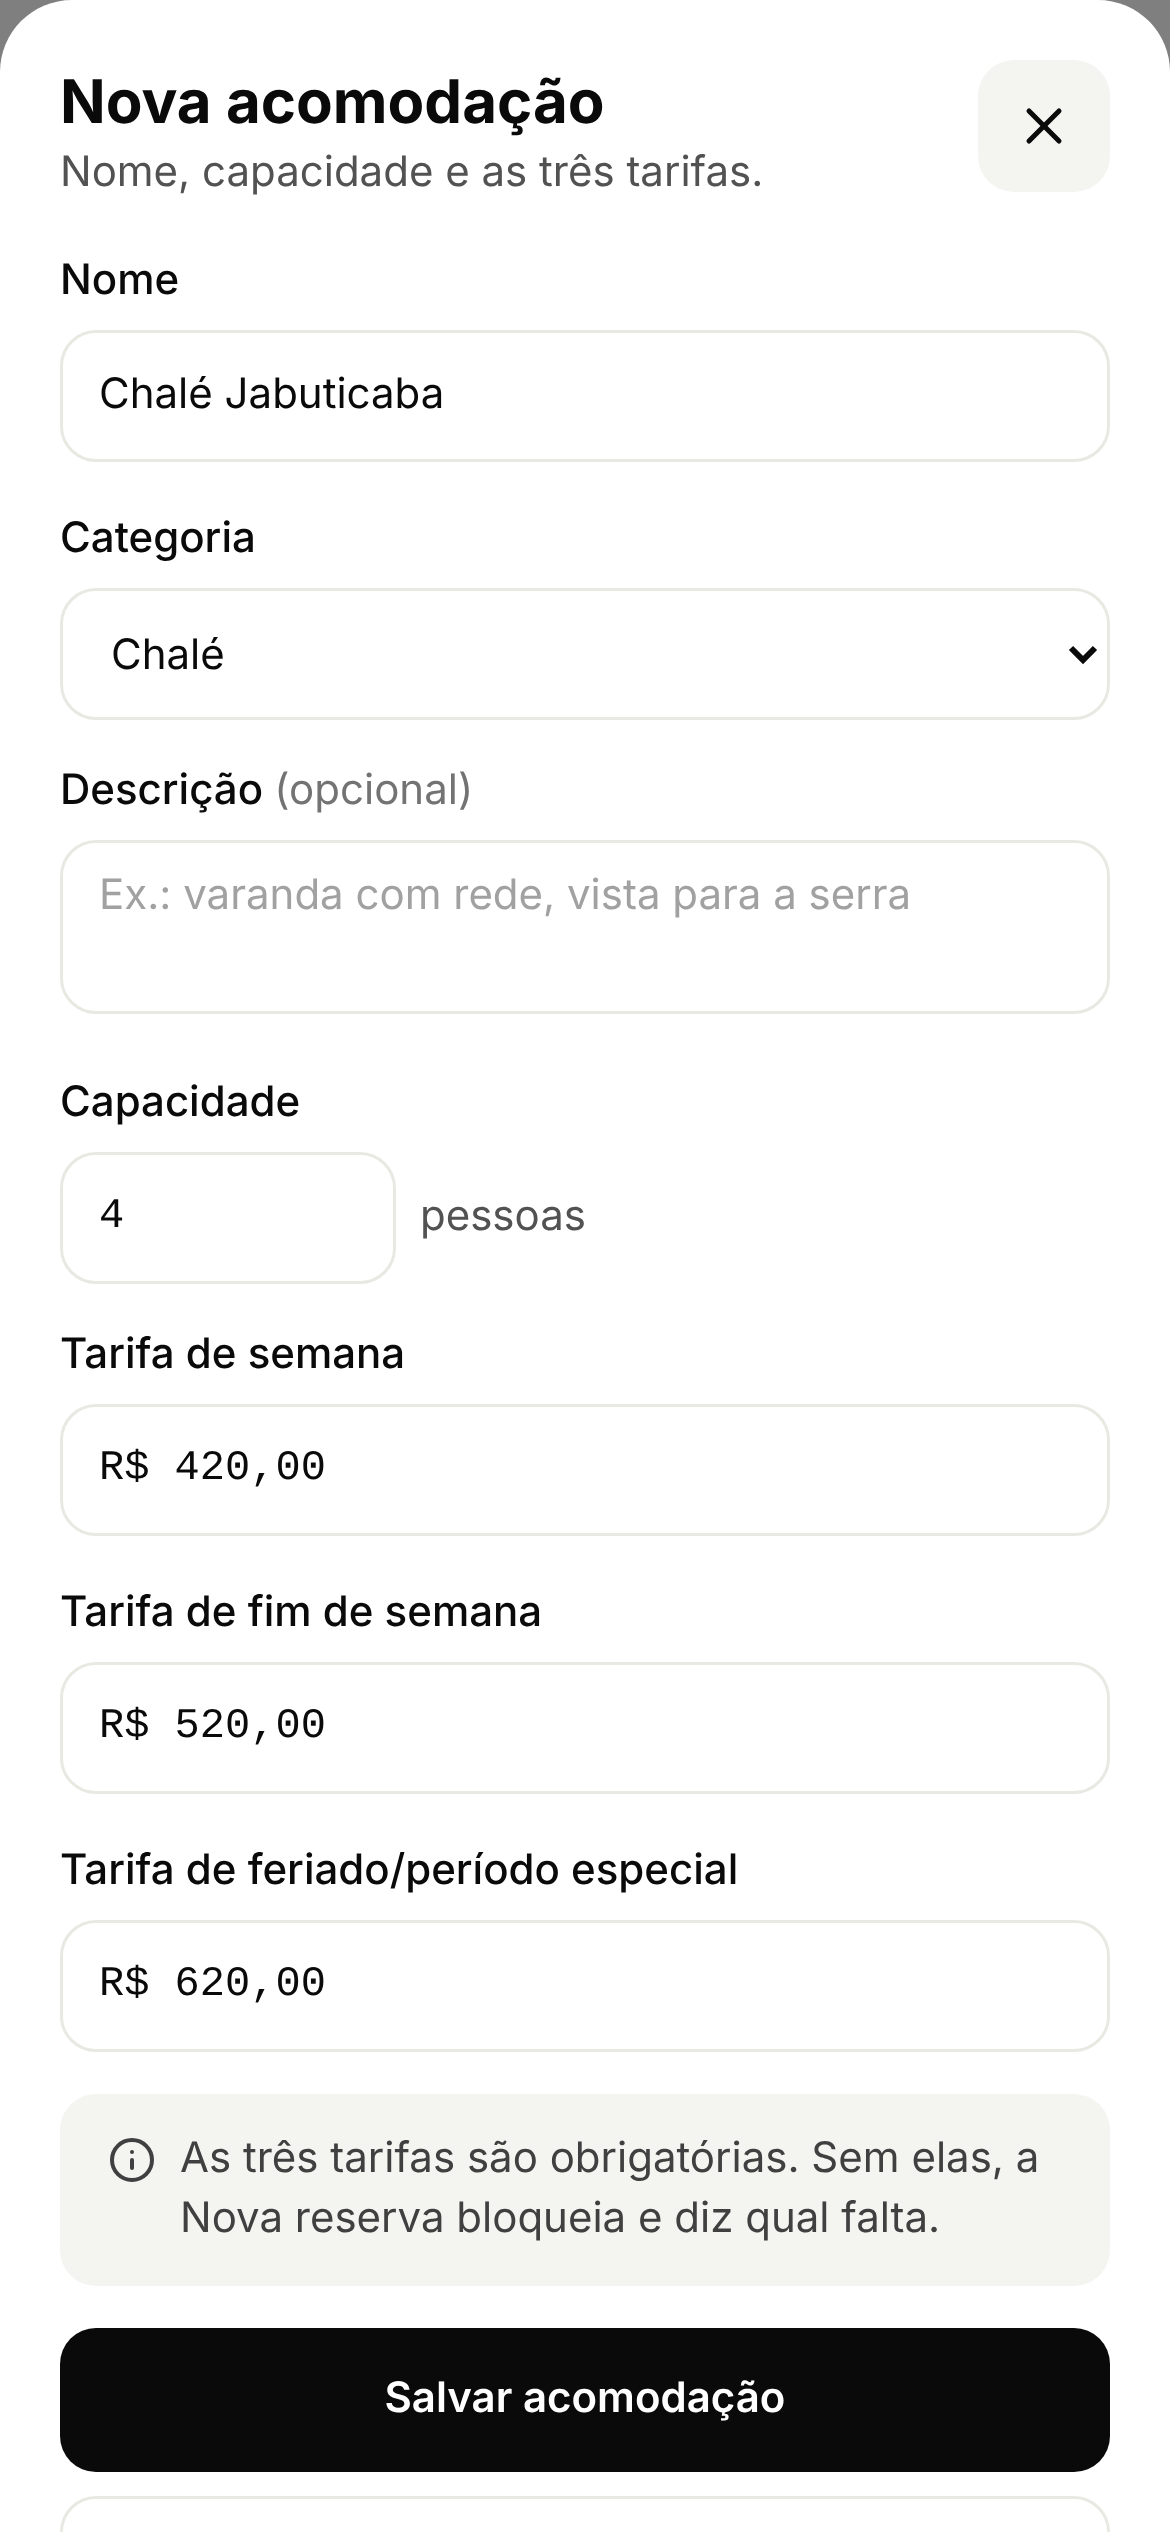 Nova acomodação
Nome, capacidade e as três tarifas.
Nome
Chalé Jabuticaba
Categoria
Chalé
Descrição (opcional)
Ex.: varanda com rede, vista para a serra
Capacidade
4 pessoas
Tarifa de semana
R$ 420,00
Tarifa de fim de semana
R$ 520,00
Tarifa de feriado/período especial
R$ 620,00
As três tarifas são obrigatórias. Sem elas, a
Nova reserva bloqueia e diz qual falta.
Salvar acomodação